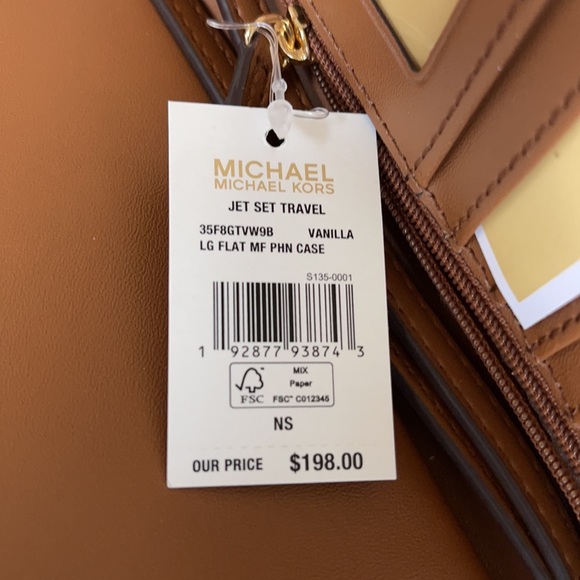 MICHAEL
MICHAEL KORS
JET SET TRAVEL
35F8GTVW9B VANILLA
LG FLAT MF PHN CASE
S135-0001
1 92877 93874 3
FSC
MIX
Paper
FSC™ C012345
NS
OUR PRICE $198.00